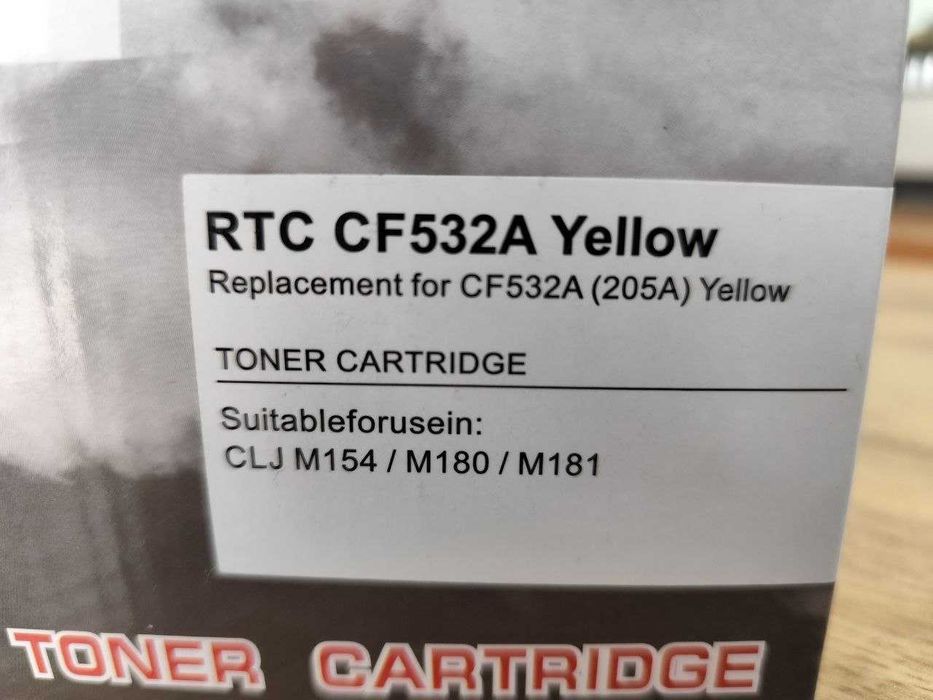 RTC CF532A Yellow
Replacement for CF532A (205A) Yellow
TONER CARTRIDGE
Suitableforusein:
CLJ M154 / M180 / M181
TONER CARTRIDGE